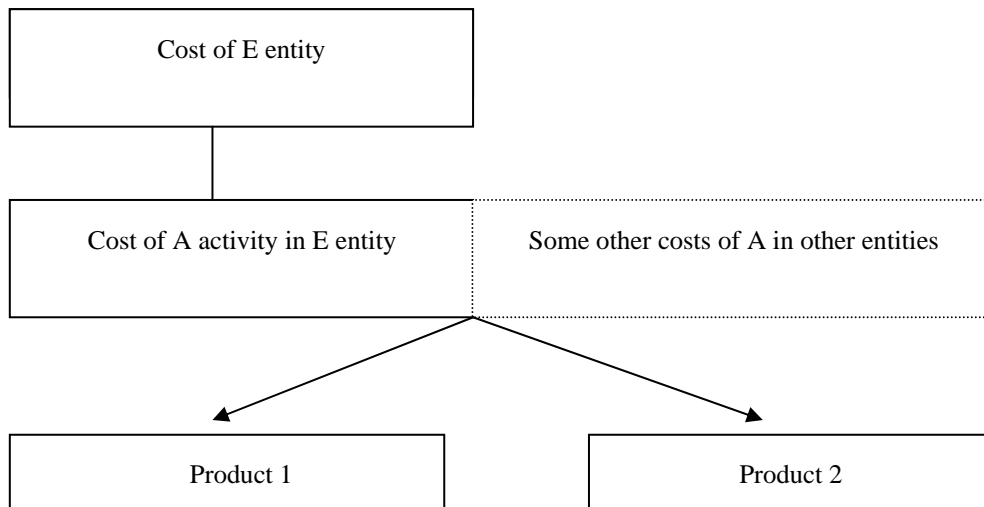 Cost of E entity
Cost of A activity in E entity
Some other costs of A in other entities
Product 1
Product 2